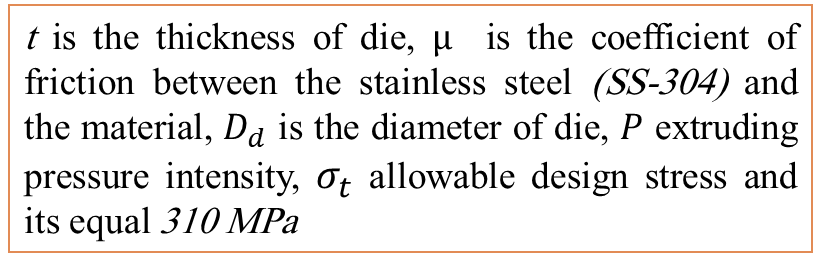 t is the thickness of die, μ is the coefficient of
friction between the stainless steel (SS-304) and
the material, D_d is the diameter of die, P extruding
pressure intensity, σ_t allowable design stress and
its equal 310 MPa